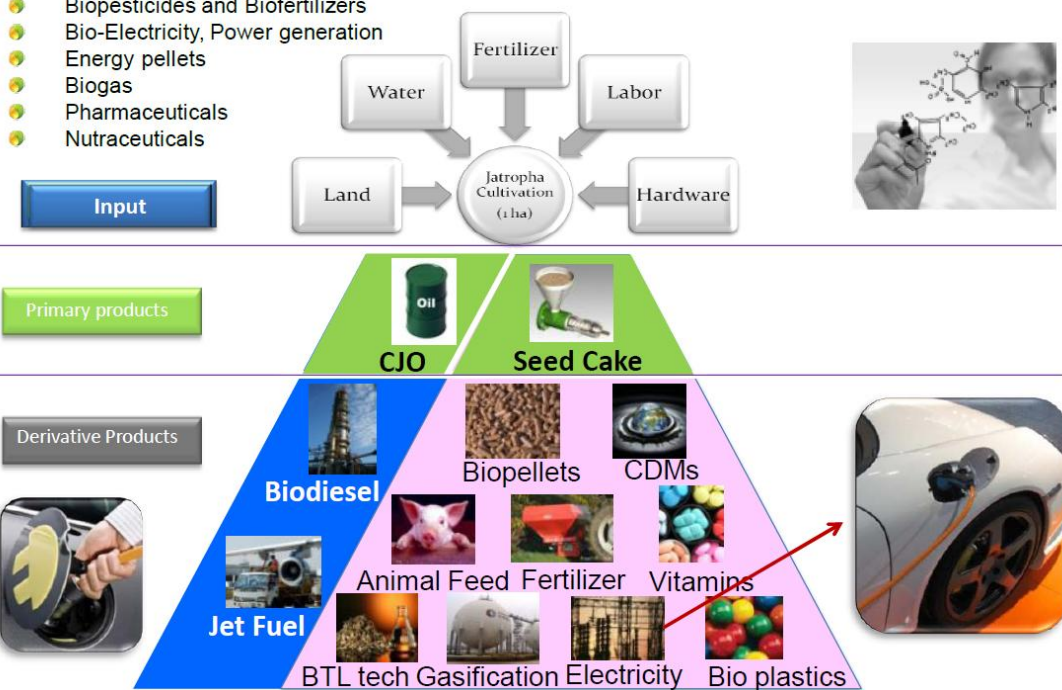 Biopesticides and Biofertilizers
Bio-Electricity, Power generation
Energy pellets
Biogas
Pharmaceuticals
Nutraceuticals
Fertilizer
Water
Labor
Land
Jatropha
Cultivation
(1 ha)
Hardware
Input
Primary products
Oil
CJO
Seed Cake
Derivative Products
Biodiesel
Biopellets
CDMs
Animal Feed
Fertilizer
Vitamins
Jet Fuel
BTL tech
Gasification
Electricity
Bio plastics